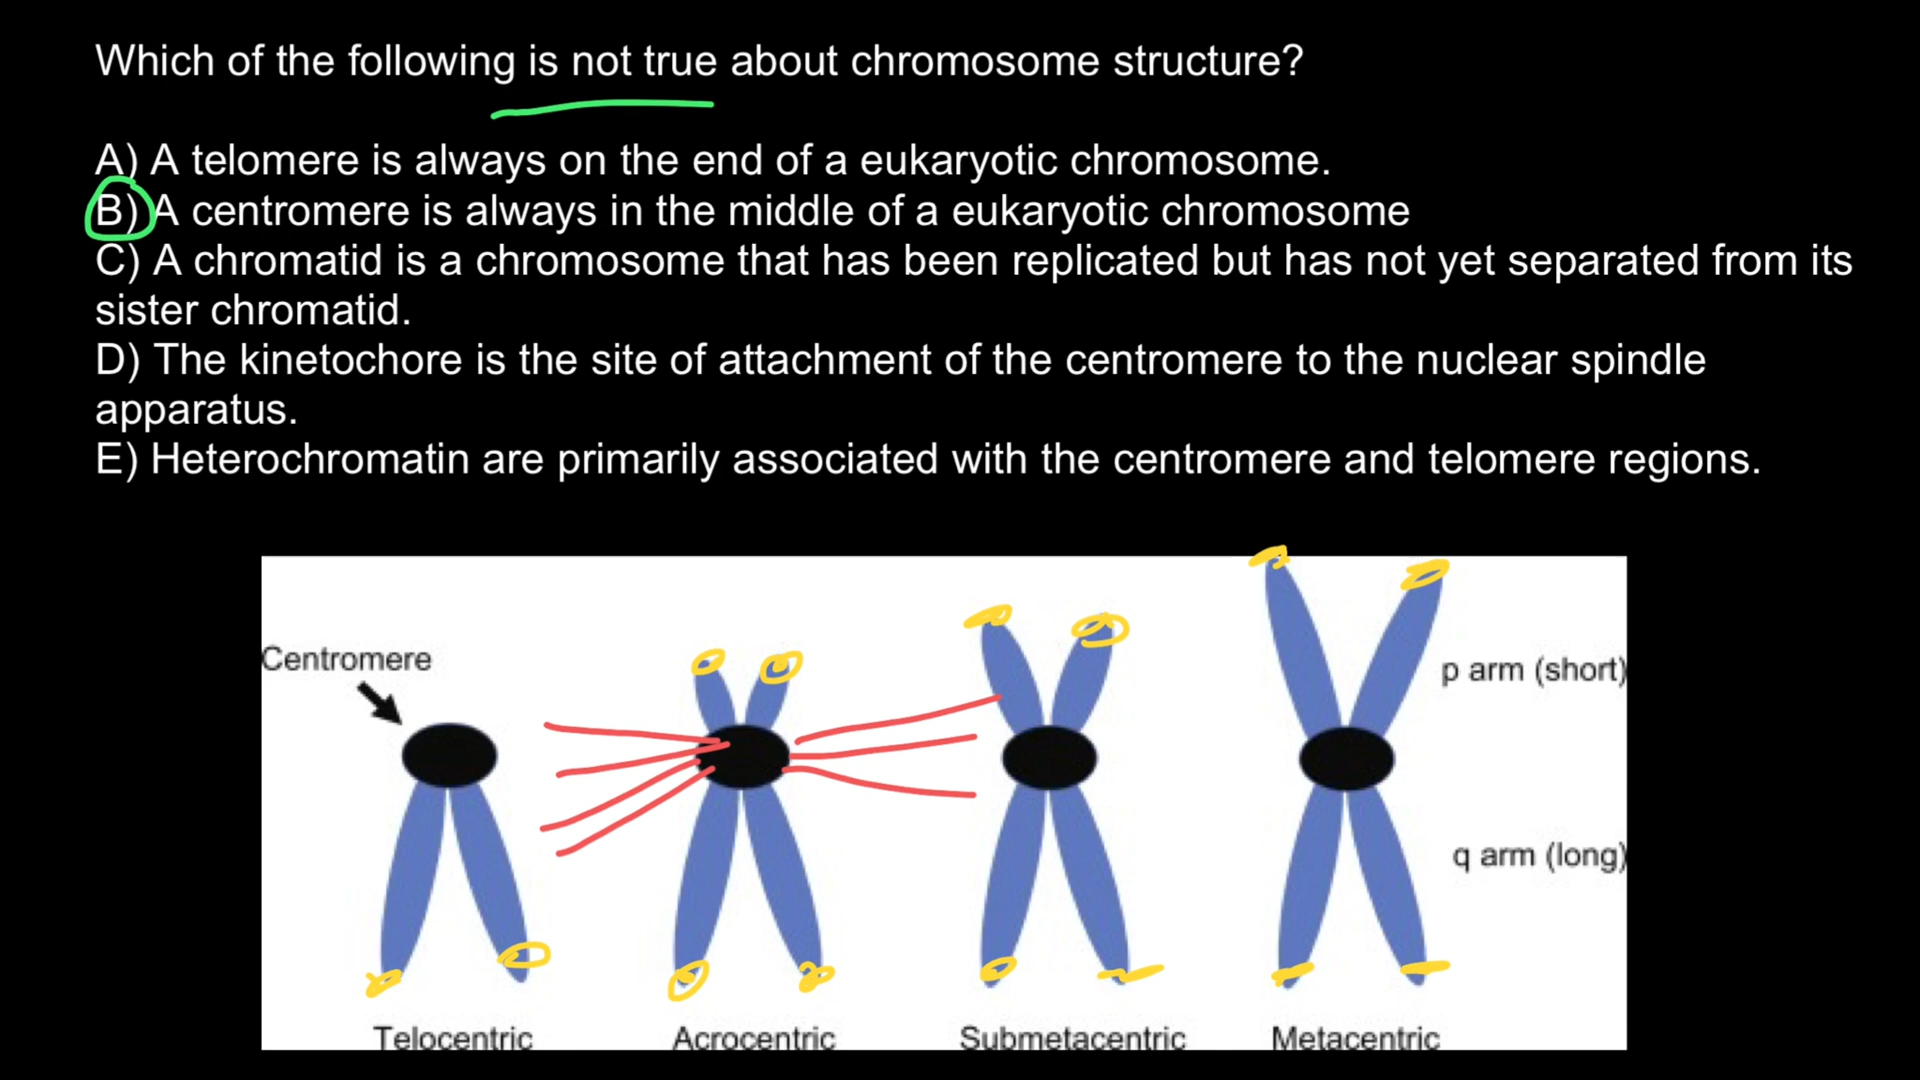 Which of the following is not true about chromosome structure?
A) A telomere is always on the end of a eukaryotic chromosome.
B) A centromere is always in the middle of a eukaryotic chromosome
C) A chromatid is a chromosome that has been replicated but has not yet separated from its
sister chromatid.
D) The kinetochore is the site of attachment of the centromere to the nuclear spindle
apparatus.
E) Heterochromatin are primarily associated with the centromere and telomere regions.
Centromere
p arm (short)
q arm (long)
Telocentric
Acrocentric
Submetacentric
Metacentric